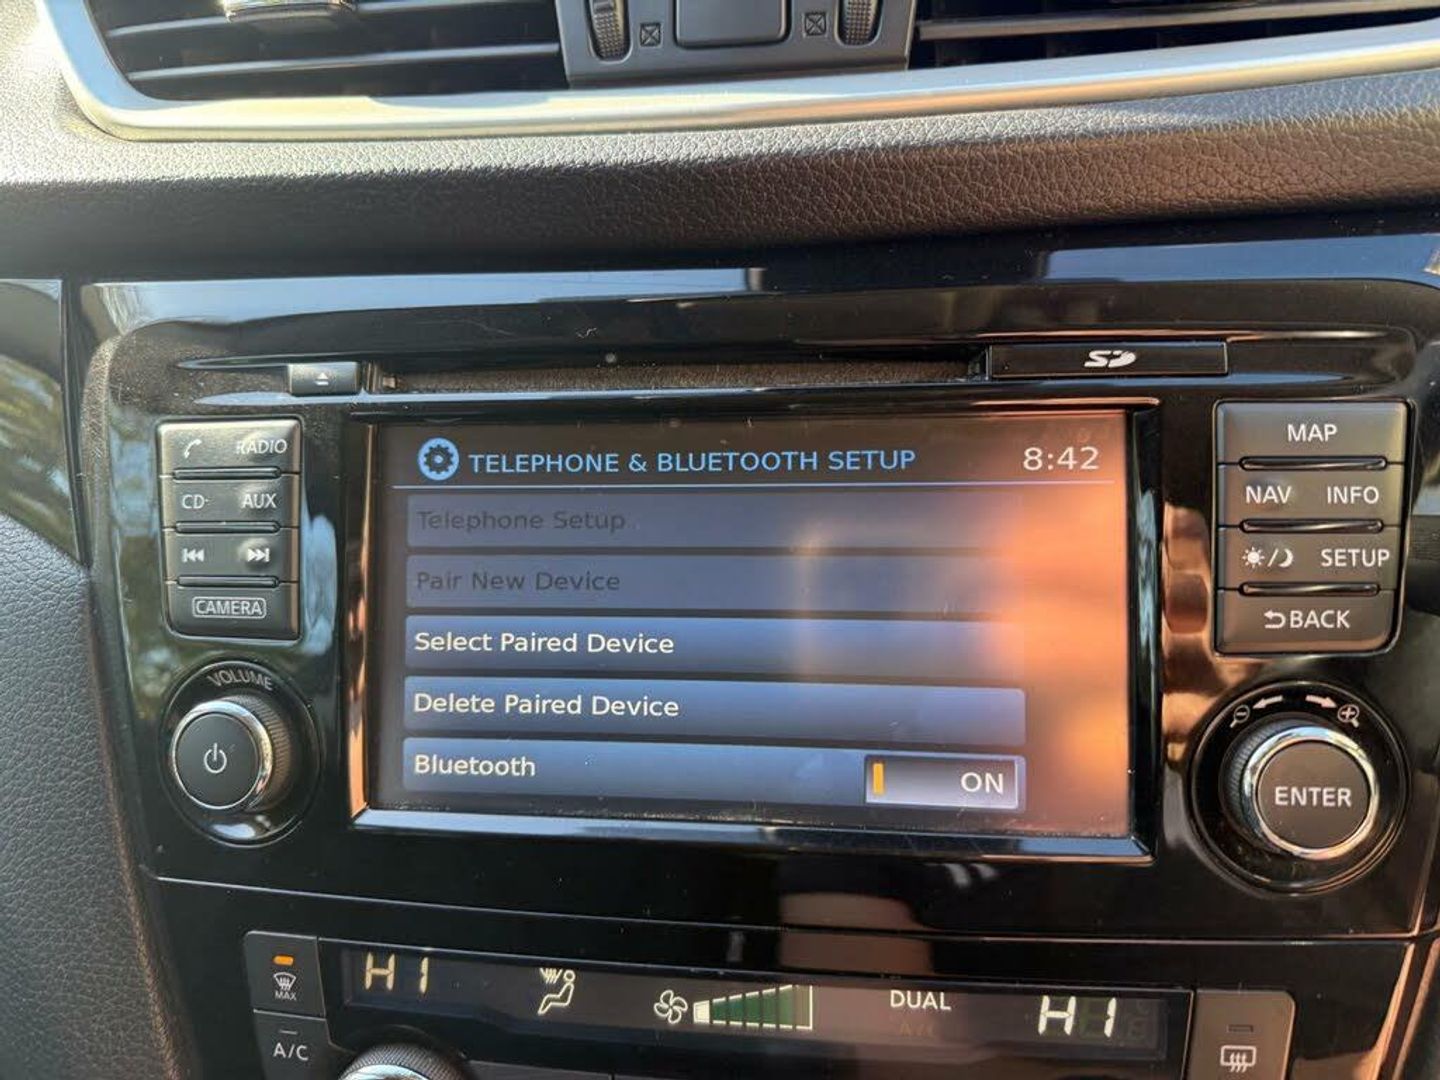 SD
RADIO
CD· AUX
CAMERA
VOLUME
TELEPHONE & BLUETOOTH SETUP 8:42
Telephone Setup
Pair New Device
Select Paired Device
Delete Paired Device
Bluetooth ON
MAP
NAV INFO
SETUP
BACK
ENTER
MAX
A/C
HI
DUAL
A/C
HI